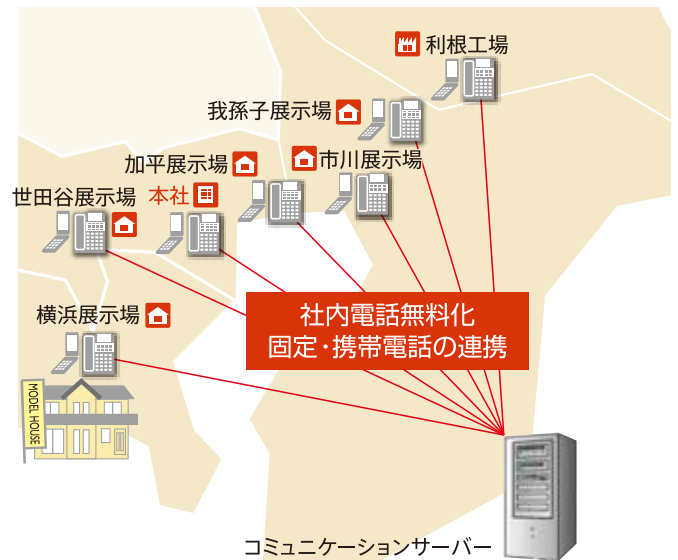 利根工場
我孫子展示場
加平展示場
市川展示場
世田谷展示場
本社
社内電話無料化
固定・携帯電話の連携
横浜展示場
MODEL HOUSE
コミュニケーションサーバー